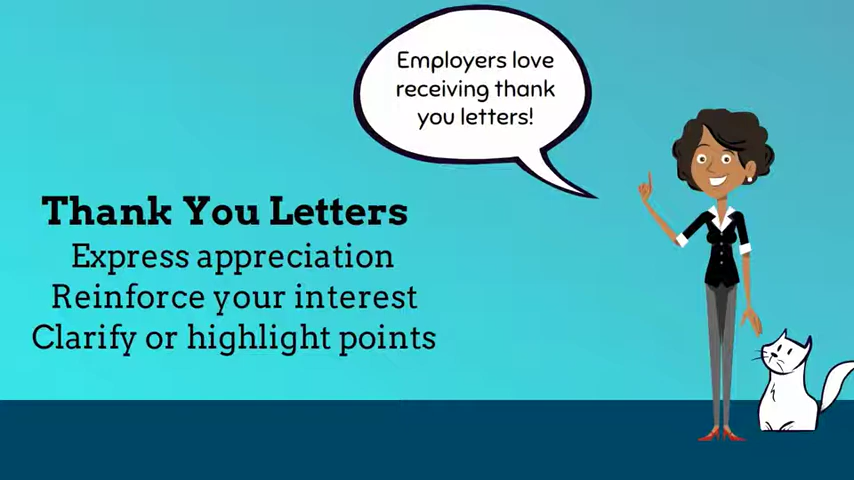 Employers love
receiving thank
you letters!
Thank You Letters
Express appreciation
Reinforce your interest
Clarify or highlight points